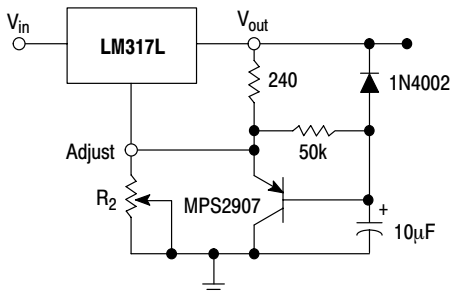 V_in
LM317L
V_out
240
1N4002
50k
Adjust
R_2
MPS2907
+
10μF